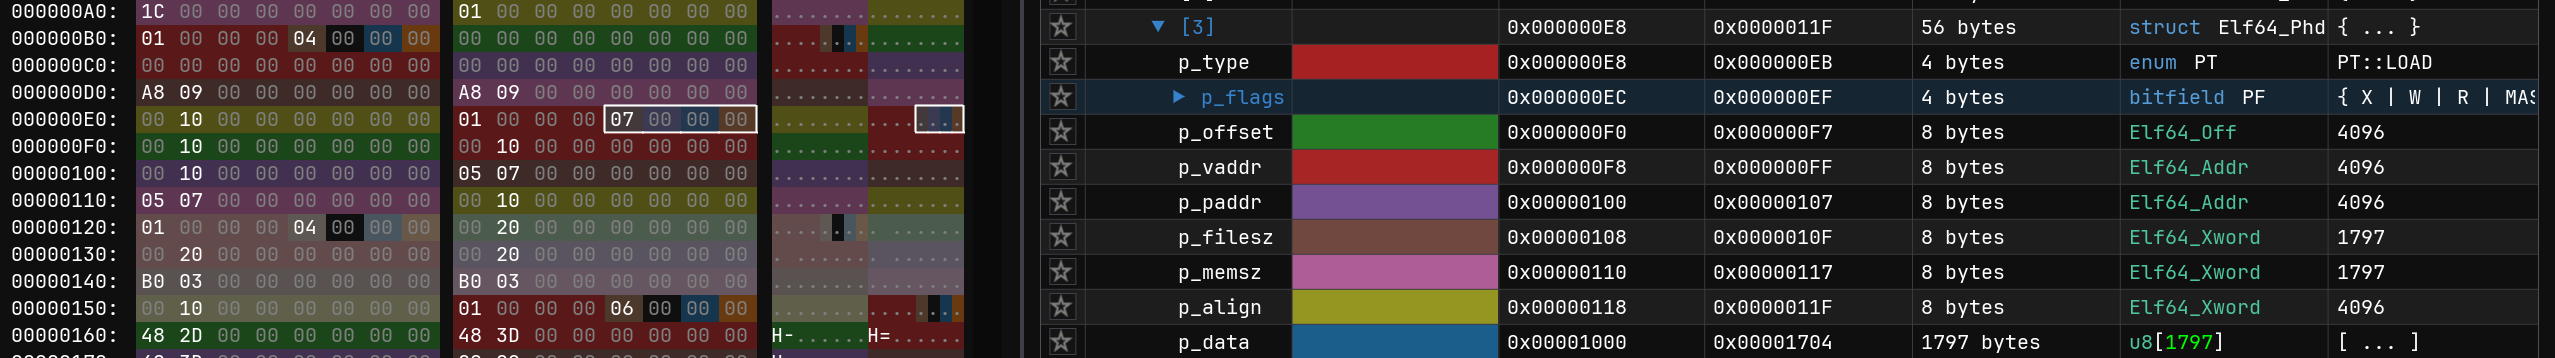 000000A0: 1C 00 00 00 00 00 00 00 01 00 00 00 00 00 00 00 ........ ........
000000B0: 01 00 00 00 04 00 00 00 00 00 00 00 00 00 00 00 ........ ........
000000C0: 00 00 00 00 00 00 00 00 00 00 00 00 00 00 00 00 ........ ........
000000D0: A8 09 00 00 00 00 00 00 A8 09 00 00 00 00 00 00 ........ ........
000000E0: 00 10 00 00 00 00 00 00 01 00 00 00 07 00 00 00 ........ ........
000000F0: 00 10 00 00 00 00 00 00 00 10 00 00 00 00 00 00 ........ ........
00000100: 00 10 00 00 00 00 00 00 05 07 00 00 00 00 00 00 ........ ........
00000110: 05 07 00 00 00 00 00 00 00 10 00 00 00 00 00 00 ........ ........
00000120: 01 00 00 00 04 00 00 00 00 20 00 00 00 00 00 00 ........ . ......
00000130: 00 20 00 00 00 00 00 00 00 20 00 00 00 00 00 00 . ...... . ......
00000140: B0 03 00 00 00 00 00 00 B0 03 00 00 00 00 00 00 ........ ........
00000150: 00 10 00 00 00 00 00 00 01 00 00 00 06 00 00 00 ........ ........
00000160: 48 2D 00 00 00 00 00 00 48 3D 00 00 00 00 00 00 H-...... H=......
▼ [3] 0x000000E8 0x0000011F 56 bytes struct Elf64_Phd { ... }
p_type 0x000000E8 0x000000EB 4 bytes enum PT PT::LOAD
▶ p_flags 0x000000EC 0x000000EF 4 bytes bitfield PF { X | W | R | MAS
p_offset 0x000000F0 0x000000F7 8 bytes Elf64_Off 4096
p_vaddr 0x000000F8 0x000000FF 8 bytes Elf64_Addr 4096
p_paddr 0x00000100 0x00000107 8 bytes Elf64_Addr 4096
p_filesz 0x00000108 0x0000010F 8 bytes Elf64_Xword 1797
p_memsz 0x00000110 0x00000117 8 bytes Elf64_Xword 1797
p_align 0x00000118 0x0000011F 8 bytes Elf64_Xword 4096
p_data 0x00001000 0x00001704 1797 bytes u8[1797] [ ... ]